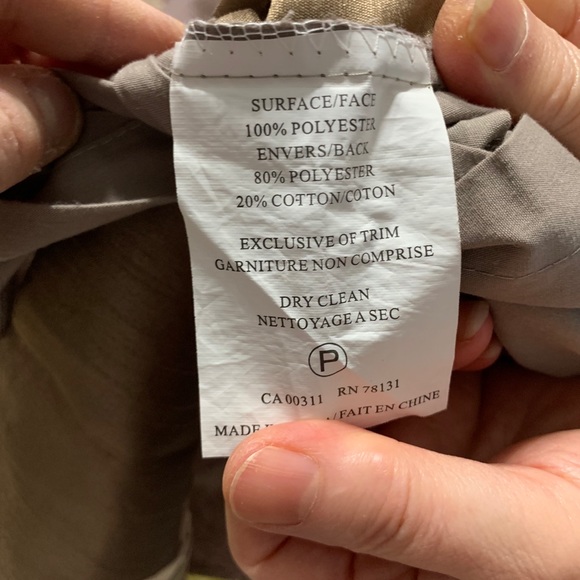 SURFACE/FACE
100% POLYESTER
ENVERS/BACK
80% POLYESTER
20% COTTON/COTON
EXCLUSIVE OF TRIM
GARNITURE NON COMPRISE
DRY CLEAN
NETTOYAGE A SEC
P
CA 00311 RN 78131
MADE /FAIT EN CHINE